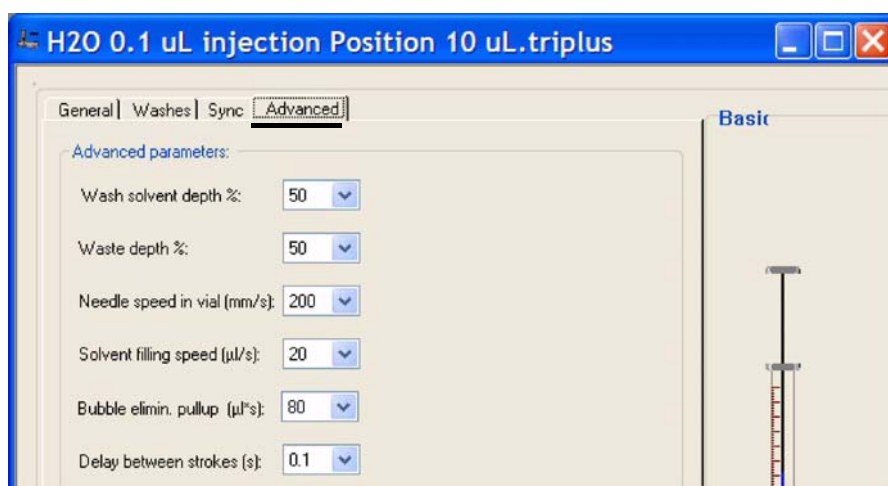 H2O 0.1 uL injection Position 10 uL.triplus
General Washes Sync Advanced
Basic
Advanced parameters:
Wash solvent depth %: 50
Waste depth %: 50
Needle speed in vial (mm/s): 200
Solvent filling speed (µl/s): 20
Bubble elimin. pullup (µl*s): 80
Delay between strokes (s): 0.1